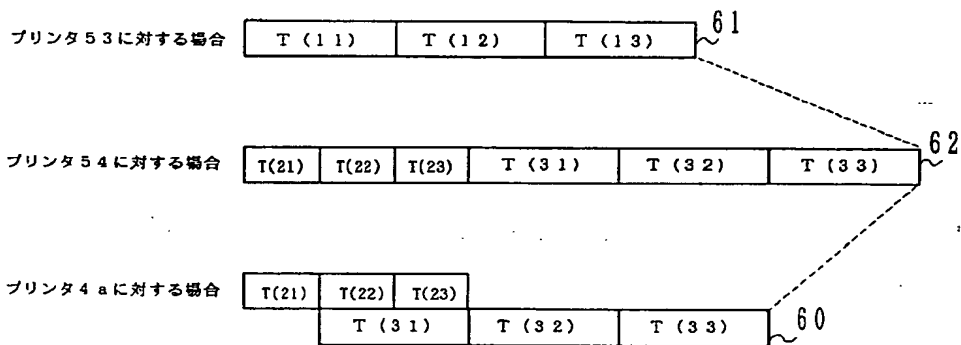 プリンタ53に対する場合 T(11) T(12) T(13) 61
プリンタ54に対する場合 T(21) T(22) T(23) T(31) T(32) T(33) 62
プリンタ4aに対する場合 T(21) T(22) T(23)
T(31) T(32) T(33) 60